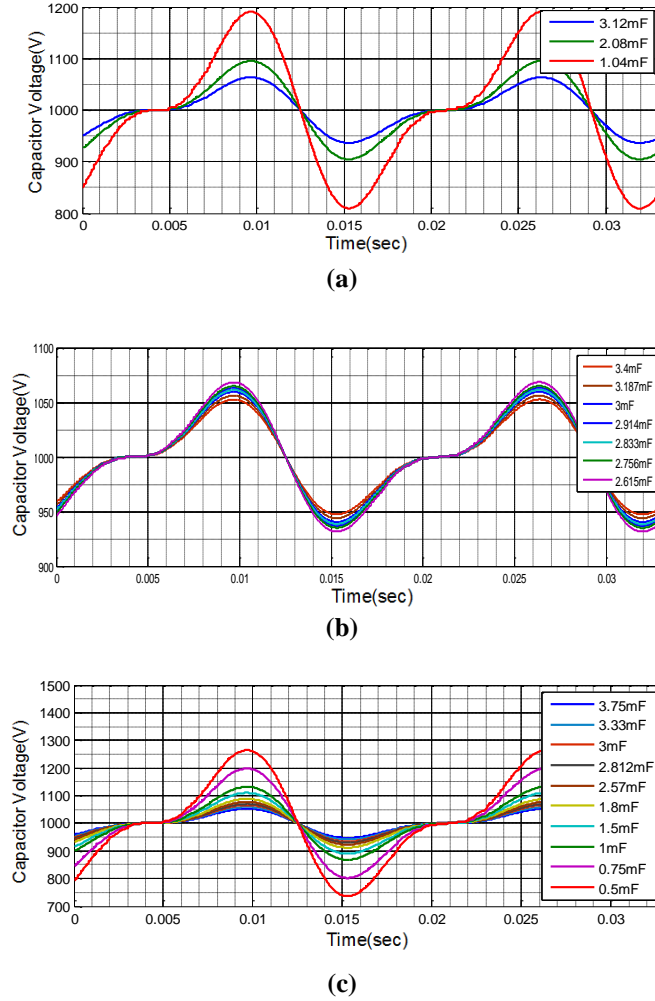 1200
1100
1000
900
800
Capacitor Voltage(V)
3.12mF
2.08mF
1.04mF
0 0.005 0.01 0.015 0.02 0.025 0.03
Time(sec)
(a)
1100
1050
1000
950
900
Capacitor Voltage(V)
3.4mF
3.187mF
3mF
2.914mF
2.833mF
2.756mF
2.615mF
0 0.005 0.01 0.015 0.02 0.025 0.03
Time(sec)
(b)
1500
1400
1300
1200
1100
1000
900
800
700
Capacitor Voltage(V)
3.75mF
3.33mF
3mF
2.812mF
2.57mF
1.8mF
1.5mF
1mF
0.75mF
0.5mF
0 0.005 0.01 0.015 0.02 0.025 0.03
Time(sec)
(c)